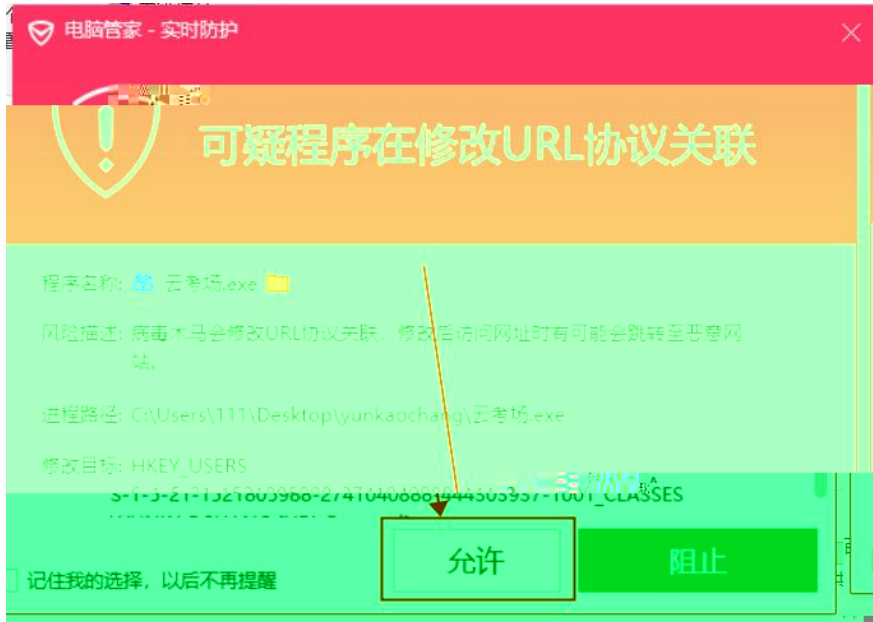 电脑管家 - 实时防护
可疑程序在修改URL协议关联
程序名称: 云考场.exe
风险描述: 病毒木马会修改URL协议关联，修改后访问网址时有可能会跳转至恶意网
站。
进程路径: C:\Users\111\Desktop\yunkaochang\云考场.exe
修改目标: HKEY_USERS
允许
阻止
记住我的选择，以后不再提醒